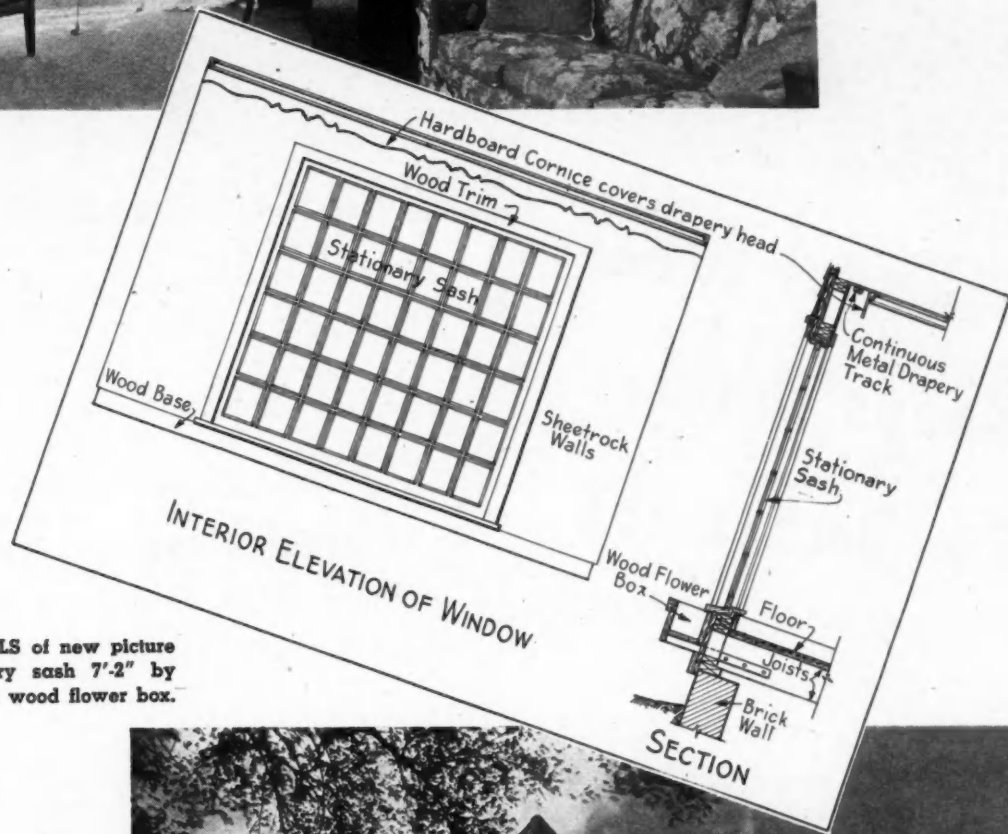 Hardboard Cornice covers drapery head
Wood Trim
Stationary Sash
Wood Base
Sheetrock
Walls
INTERIOR ELEVATION OF WINDOW
Continuous
Metal Drapery
Track
Stationary
Sash
Wood Flower
Box
Floor
Joists
Brick
Wall
SECTION
LS of new picture
ry sash 7'-2" by
wood flower box.